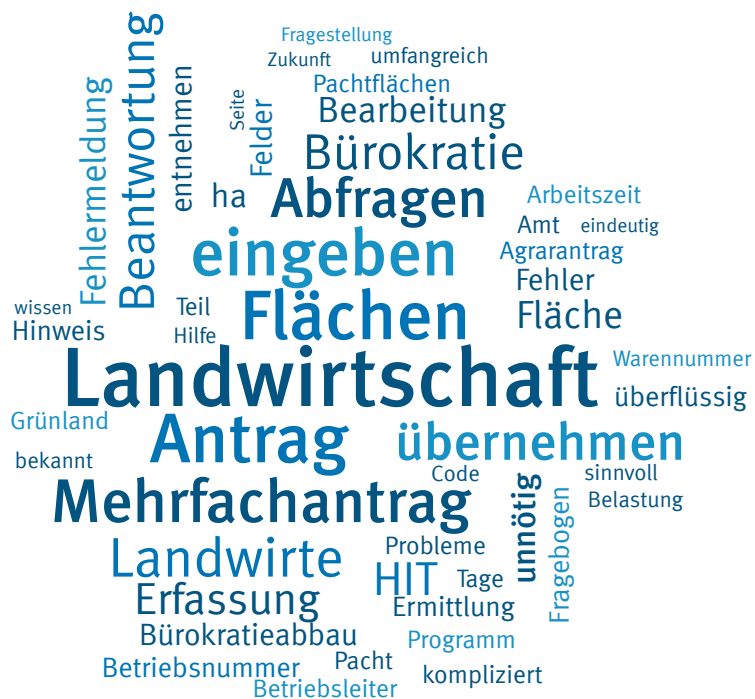 Fragestellung
Zukunft
umfangreich
Pachtflächen
Bearbeitung
Bürokratie
Abfragen
Seite
Felder
entnehmen
ha
Beantwortung
Fehlermeldung
Arbeitszeit
Amt
eindeutig
Agrarantrag
Fehler
Fläche
eingeben
Flächen
wissen
Hinweis
Teil
Hilfe
Landwirtschaft
Warennummer
überflüssig
Grünland
Antrag
übernehmen
bekannt
Code
sinnvoll
Mehrfachantrag
unnötig
Belastung
Fragebogen
Landwirte
Probleme
HIT
Tage
Erfassung
Ermittlung
Bürokratieabbau
Programm
Betriebsnummer
Pacht
kompliziert
Betriebsleiter